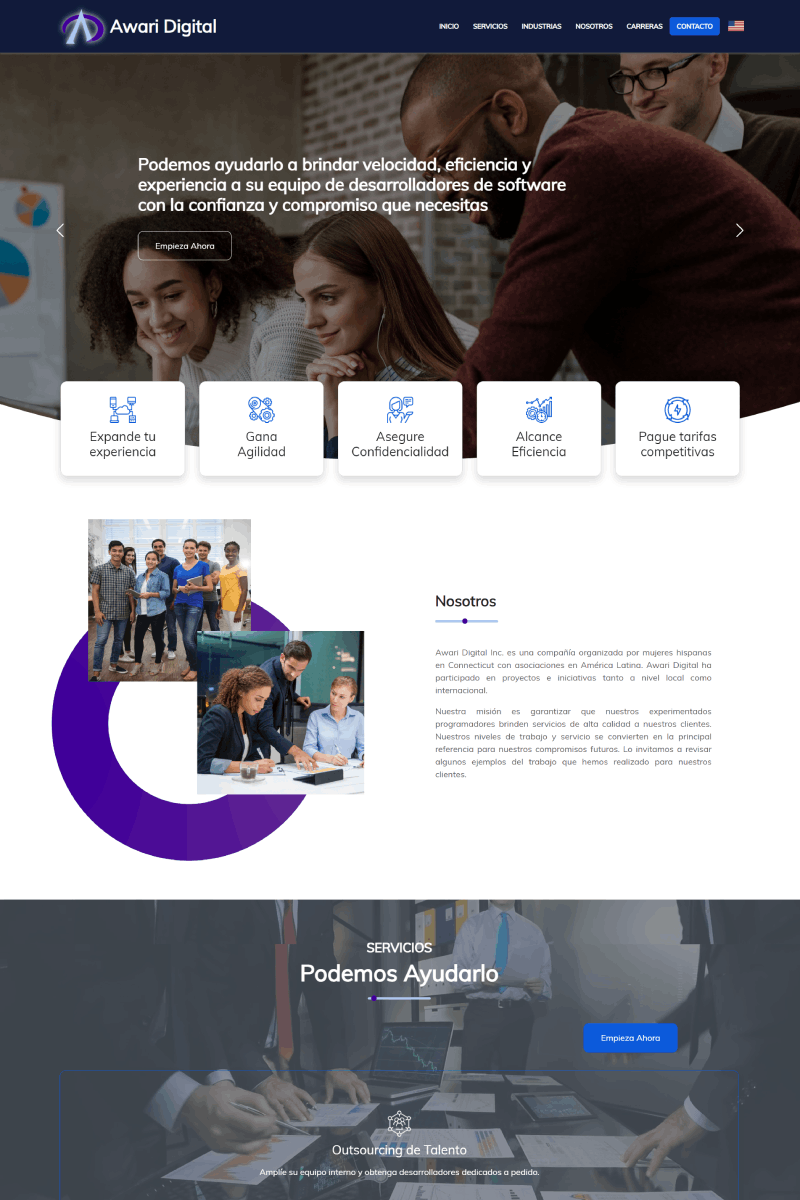 Awari Digital
INICIO SERVICIOS INDUSTRIAS NOSOTROS CARRERAS CONTACTO
Podemos ayudarlo a brindar velocidad, eficiencia y
experiencia a su equipo de desarrolladores de software
con la confianza y compromiso que necesitas
Empieza Ahora
Expande tu
experiencia
Gana
Agilidad
Asegure
Confidencialidad
Alcance
Eficiencia
Pague tarifas
competitivas
Nosotros
Awari Digital Inc. es una compañía organizada por mujeres hispanas
en Connecticut con asociaciones en América Latina. Awari Digital ha
participado en proyectos e iniciativas tanto a nivel local como
internacional.
Nuestra misión es garantizar que nuestros experimentados
programadores brinden servicios de alta calidad a nuestros clientes.
Nuestros niveles de trabajo y servicio se convierten en la principal
referencia para nuestros compromisos futuros. Lo invitamos a revisar
algunos ejemplos del trabajo que hemos realizado para nuestros
clientes.
SERVICIOS
Podemos Ayudarlo
Empieza Ahora
Outsourcing de Talento
Amplíe su equipo interno y obtenga desarrolladores dedicados a pedido.